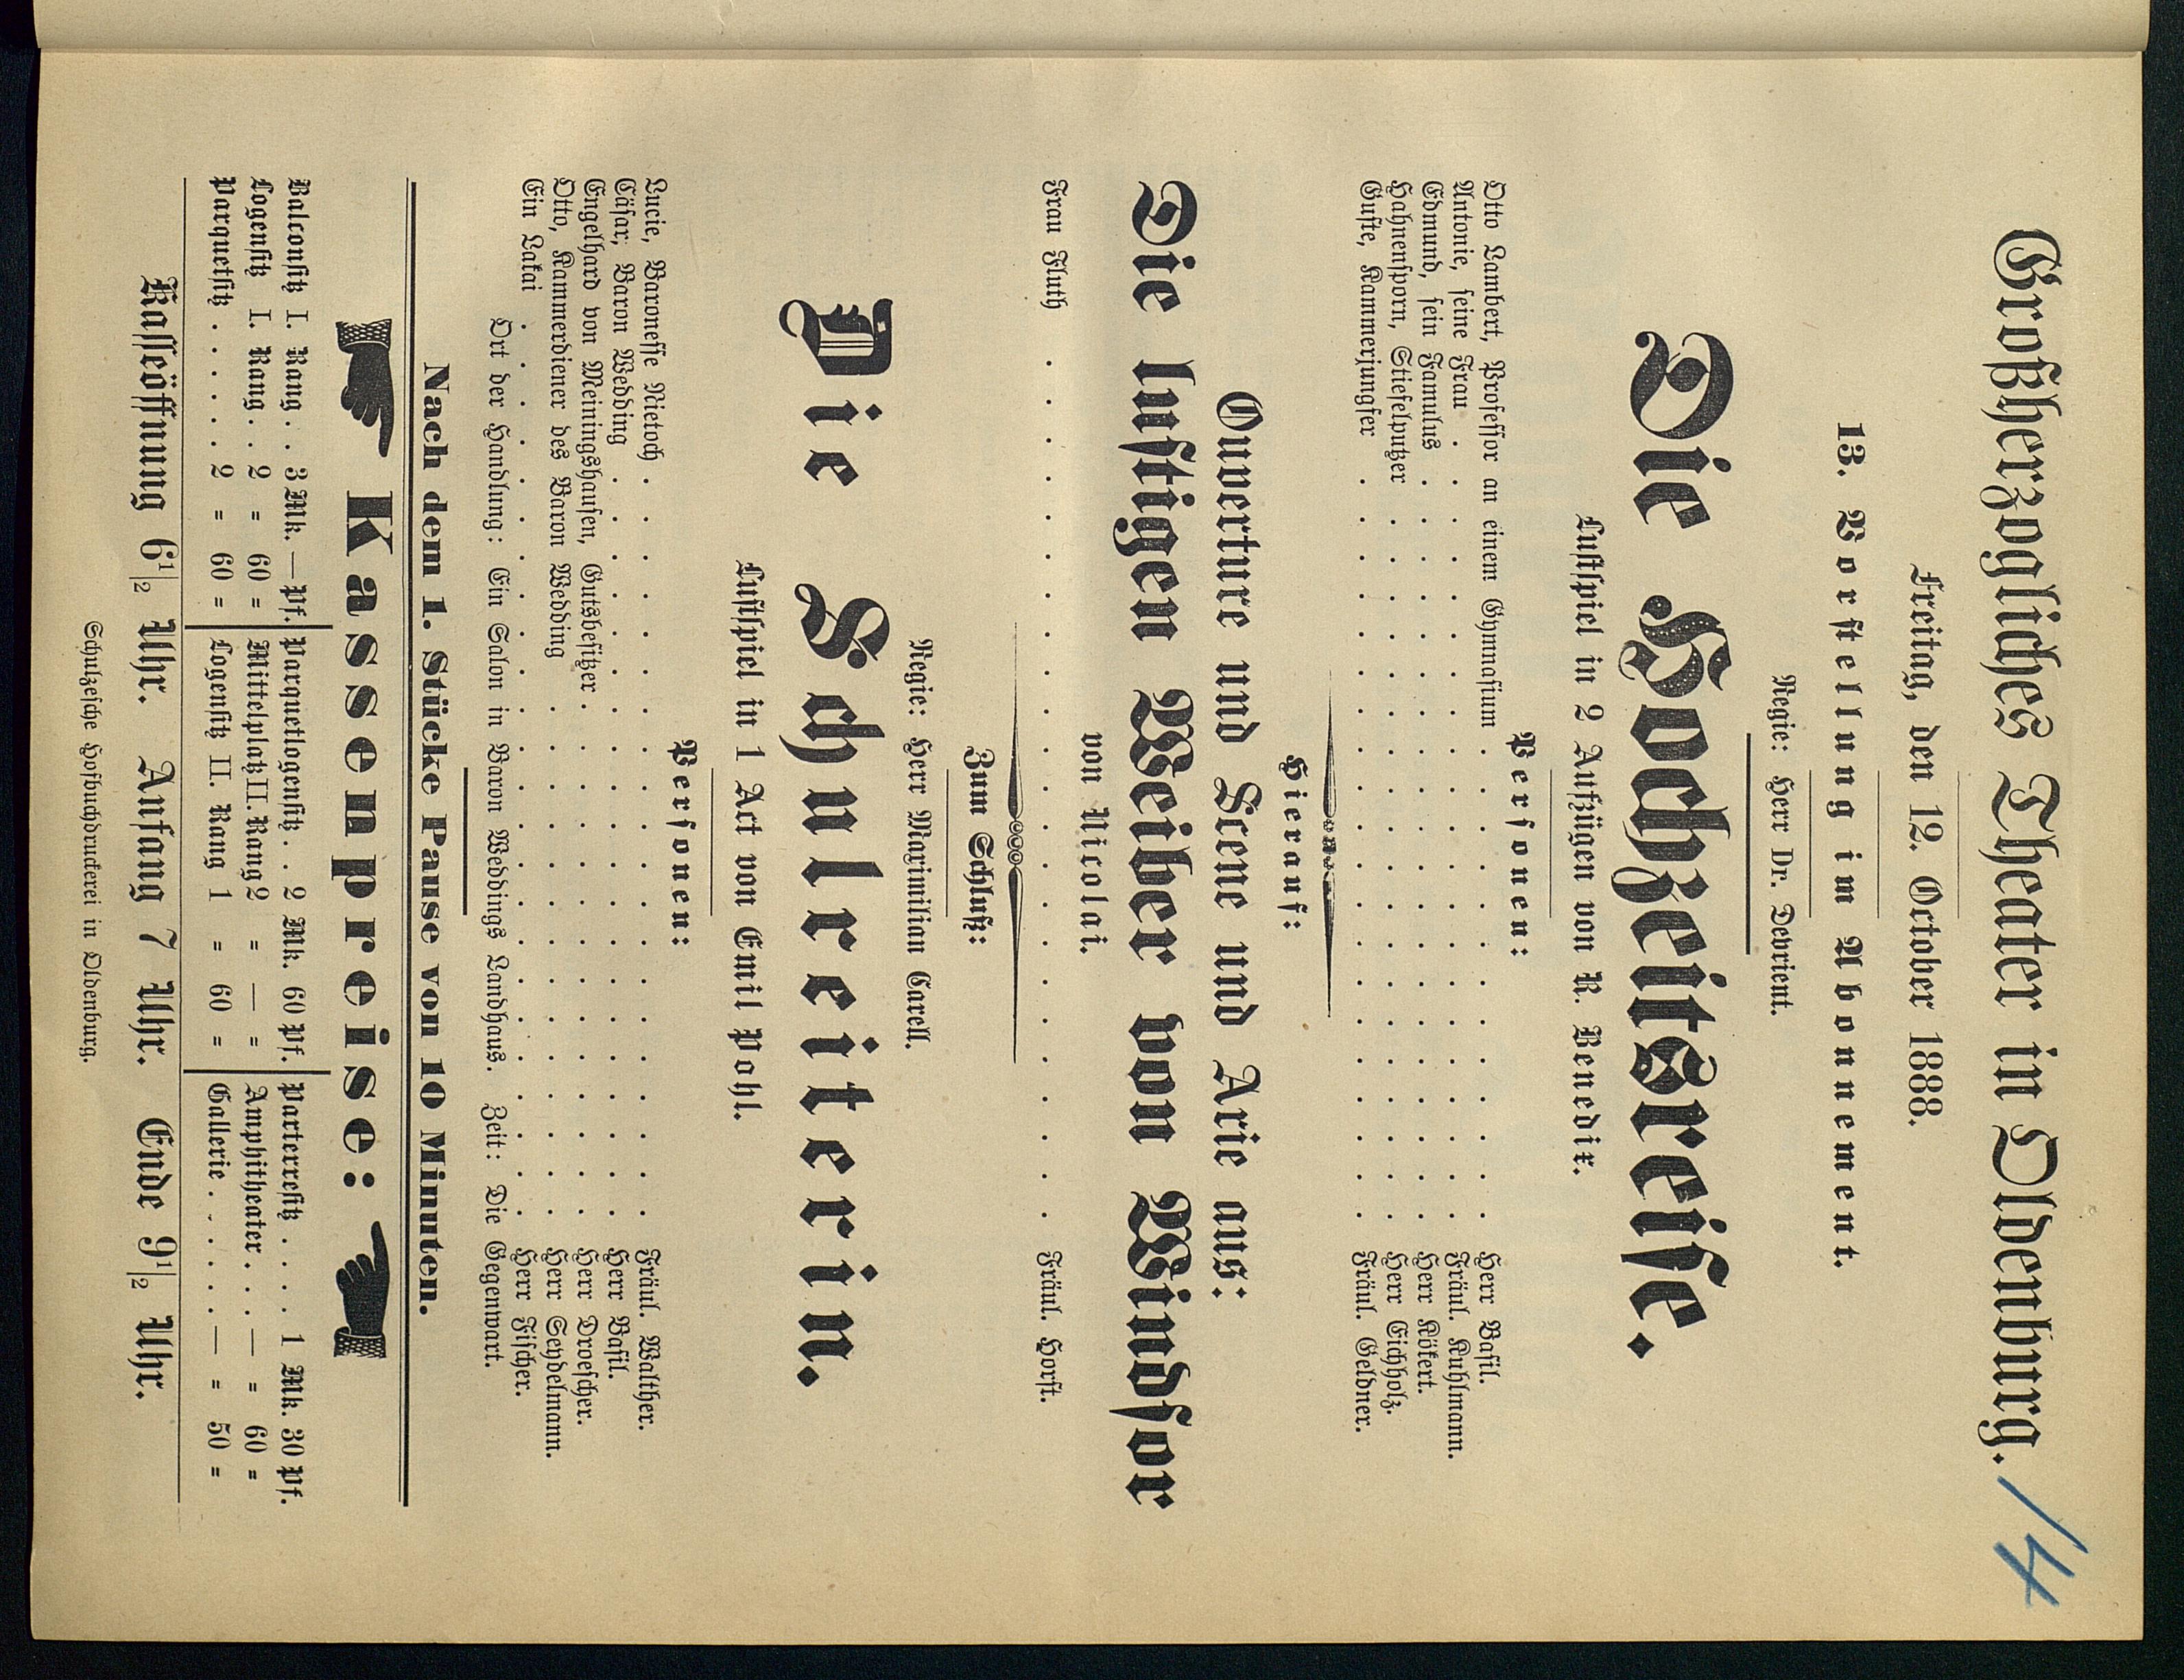 Großherzogliches Theater in Oldenburg.
14
Freitag, den 12. October 1888.
13. Vorstellung im Abonnement.
Regie: Herr Dr. Devrient.
Die Hochzeitsreise.
Lustspiel in 2 Aufzügen von R. Benedix.
Personen:
Otto Lambert, Professor an einem Gymnasium . . . . . . . Herr Basil.
Antonie, seine Frau . . . . . . . . . . . Fräul. Kuhlmann.
Edmund, sein Famulus . . . . . . . . . . . Herr Kökert.
Hahnensporn, Stiefelputzer . . . . . . . . . . Herr Eichholz.
Guste, Kammerjungfer . . . . . . . . . . . Fräul. Geldner.
Hierauf:
Ouverture und Scene und Arie aus:
Die lustigen Weiber von Windsor
von Nicolai.
Frau Fluth . . . . . . . . . . . . Fräul. Horst.
Zum Schluß:
Regie: Herr Maximilian Carell.
Die Schulreiterin.
Lustspiel in 1 Act von Emil Pohl.
Personen:
Lucie, Baronesse Nietoch . . . . . . . . . . Fräul. Walther.
Cäsar, Baron Wedding . . . . . . . . . . Herr Basil.
Engelhard von Meiningshausen, Gutsbesitzer . . . . . . . Herr Droescher.
Otto, Kammerdiener des Baron Wedding . . . . . . . Herr Seydelmann.
Ein Lakai . . . . . . . . . . . . Herr Fischer.
Ort der Handlung: Ein Salon in Baron Weddings Landhaus. Zeit: Die Gegenwart.
Nach dem 1. Stücke Pause von 10 Minuten.
Kassenpreise:
Balconsitz I. Rang . . 3 Mk. — Pf. Parquetlogensitz . . 2 Mk. 60 Pf. Parterresitz . . . . 1 Mk. 30 Pf.
Logensitz I. Rang . . 2 = 60 = Mittelplatz II. Rang 2 = — = Amphitheater . . . — = 60 =
Parquetsitz . . . . . 2 = 60 = Logensitz II. Rang 1 = 60 = Gallerie . . . . . — = 50 =
Kasseöffnung 6 1/2 Uhr. Anfang 7 Uhr. Ende 9 1/2 Uhr.
Schulzesche Hofbuchdruckerei in Oldenburg.